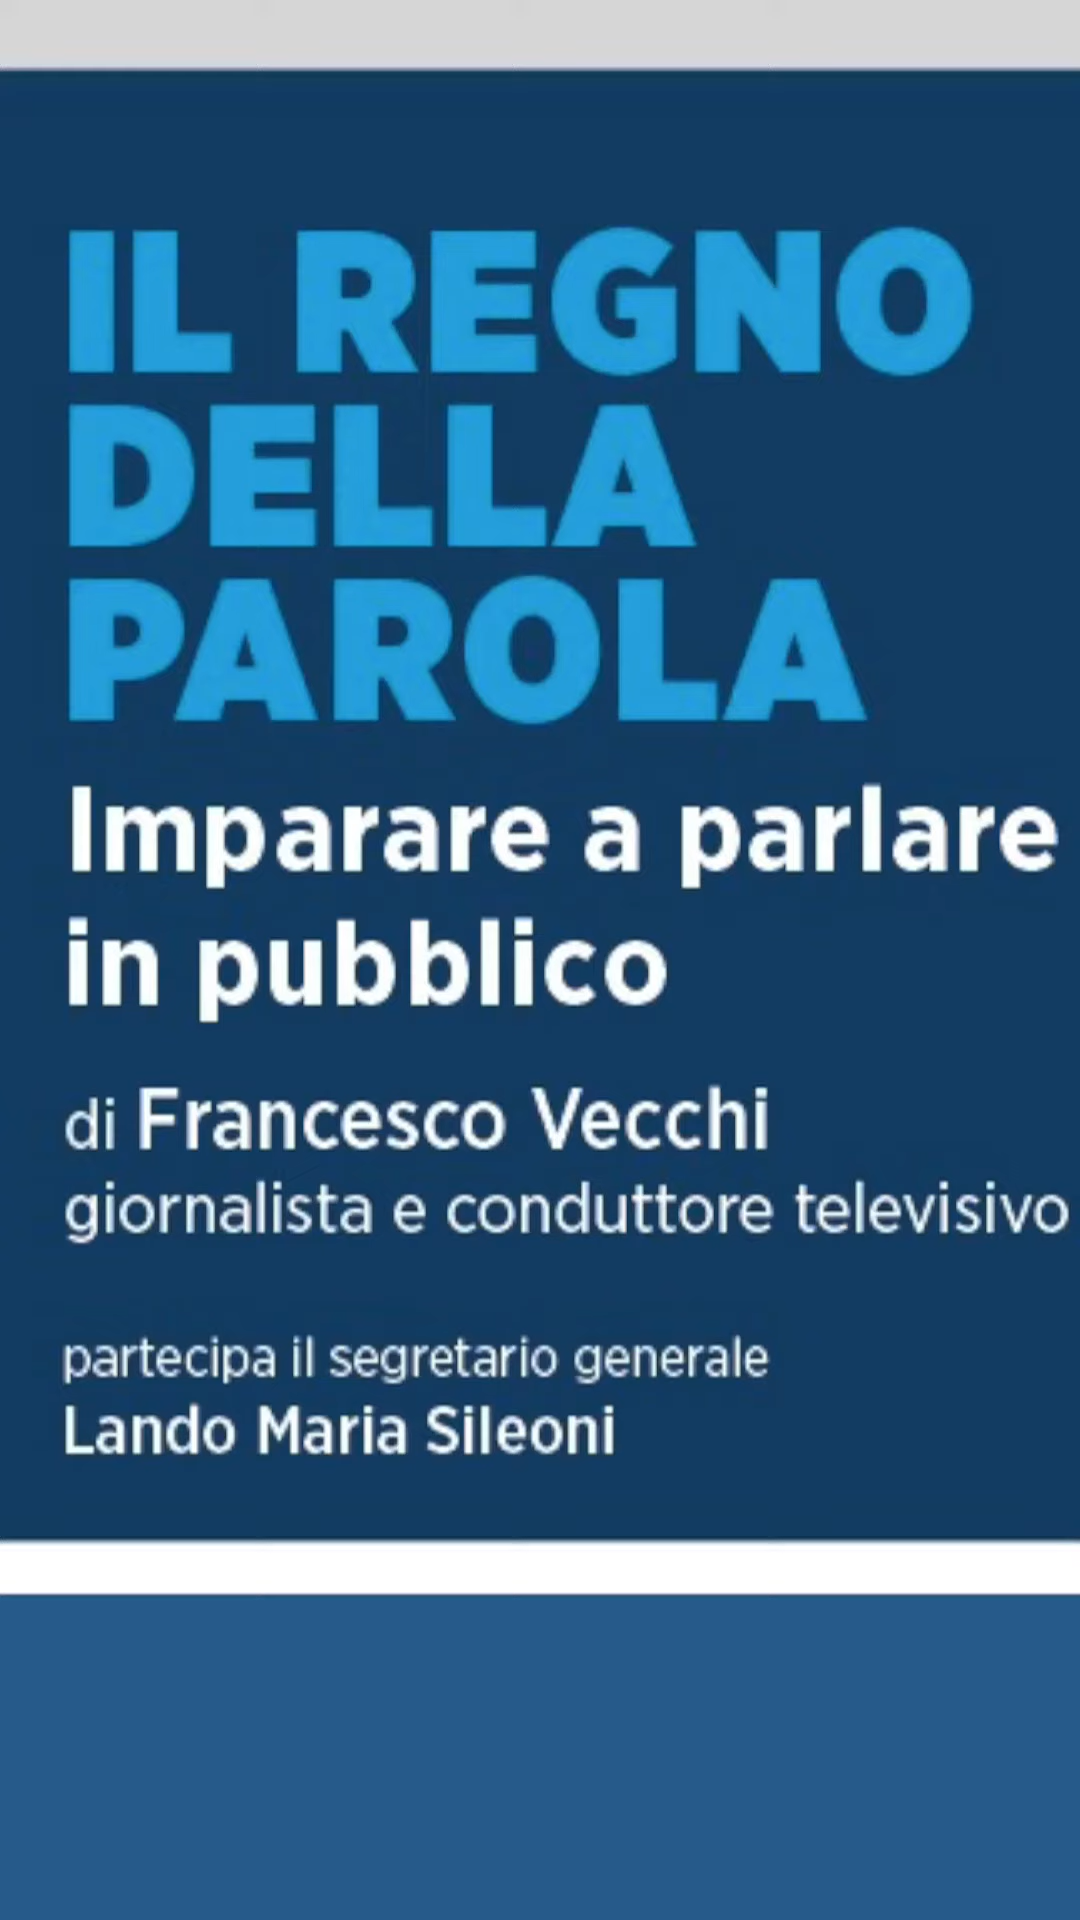 IL REGNO
DELLA
PAROLA
Imparare a parlare
in pubblico
di Francesco Vecchi
giornalista e conduttore televisivo
partecipa il segretario generale
Lando Maria Sileoni